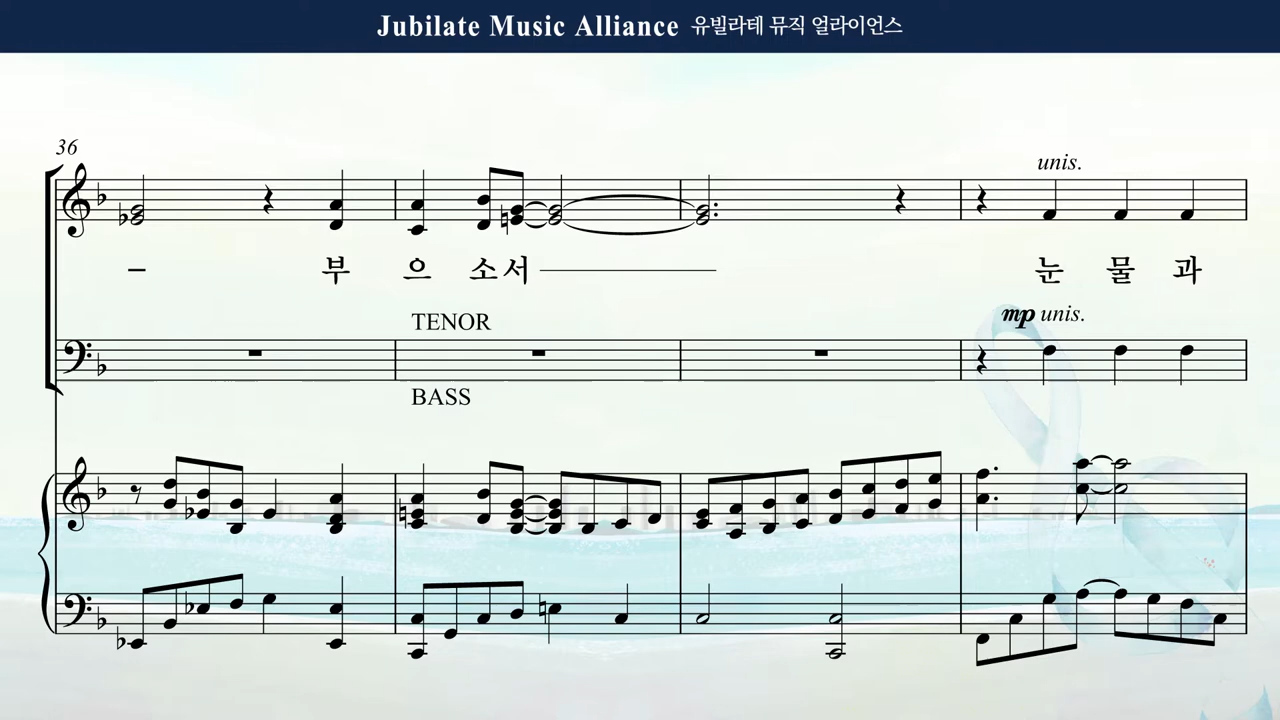 Jubilate Music Alliance 유빌라테 뮤직 얼라이언스
36
unis.
– 부 으 소 서 눈 물 과
TENOR
mp unis.
BASS